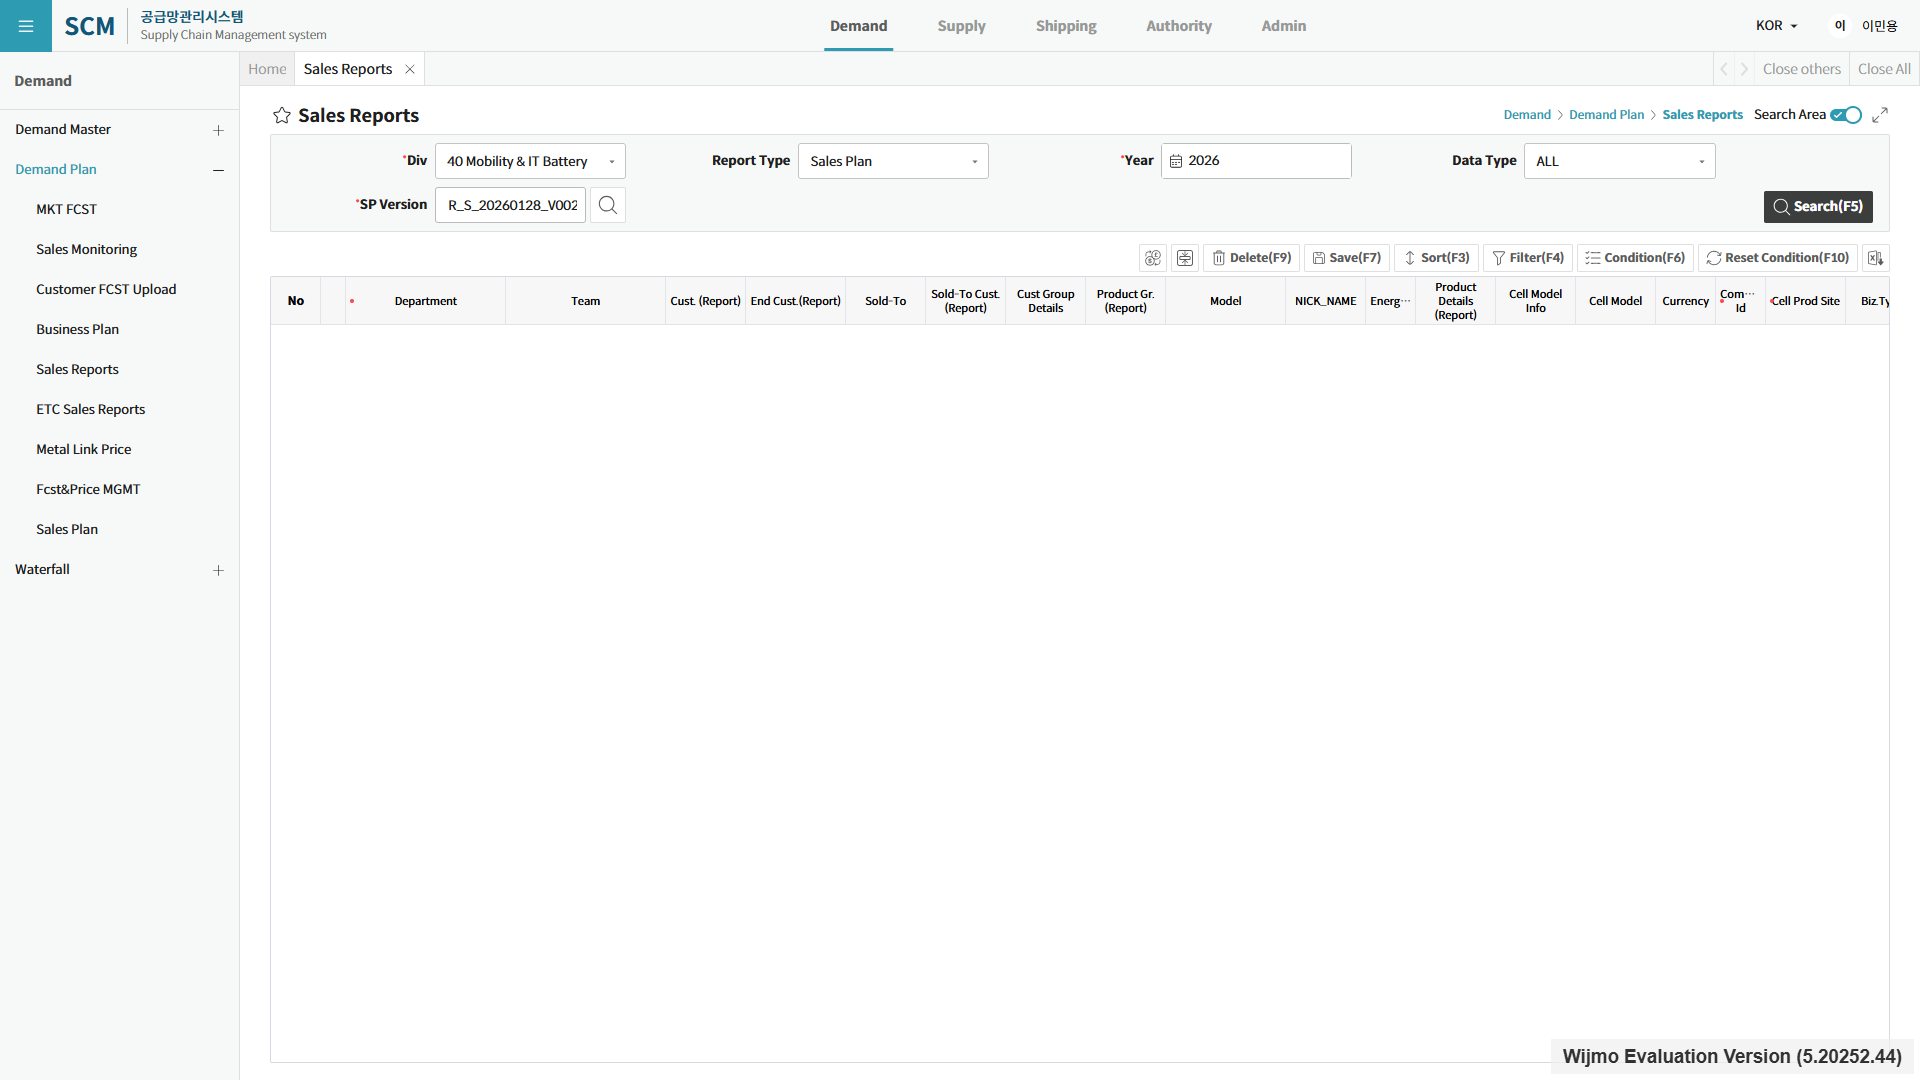 SCM
공급망관리시스템
Supply Chain Management system
Demand
Supply
Shipping
Authority
Admin
KOR
이
이민용
Demand
Home
Sales Reports
Close others
Close All
Demand Master
Demand Plan
MKT FCST
Sales Monitoring
Customer FCST Upload
Business Plan
Sales Reports
ETC Sales Reports
Metal Link Price
Fcst&Price MGMT
Sales Plan
Waterfall
Sales Reports
Demand > Demand Plan > Sales Reports
Search Area
*Div
40 Mobility & IT Battery
Report Type
Sales Plan
*Year
2026
Data Type
ALL
*SP Version
R_S_20260128_V002
Search(F5)
Delete(F9)
Save(F7)
Sort(F3)
Filter(F4)
Condition(F6)
Reset Condition(F10)
No
Department
Team
Cust. (Report)
End Cust.(Report)
Sold-To
Sold-To Cust. (Report)
Cust Group Details
Product Gr. (Report)
Model
NICK_NAME
Energ···
Product Details (Report)
Cell Model Info
Cell Model
Currency
Com··· Id
Cell Prod Site
Biz.Ty
Wijmo Evaluation Version (5.20252.44)